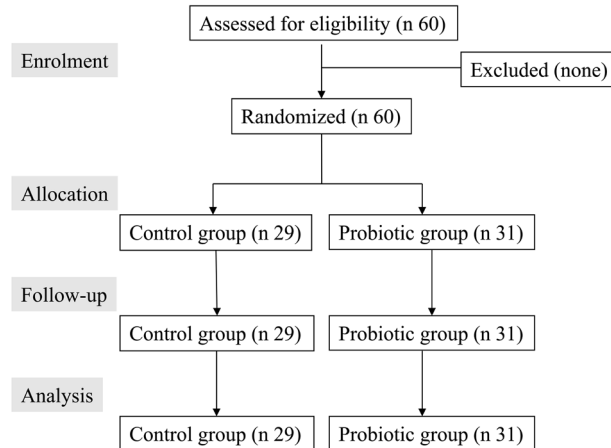 Assessed for eligibility (n 60)
Enrolment
Excluded (none)
Randomized (n 60)
Allocation
Control group (n 29)
Probiotic group (n 31)
Follow-up
Control group (n 29)
Probiotic group (n 31)
Analysis
Control group (n 29)
Probiotic group (n 31)